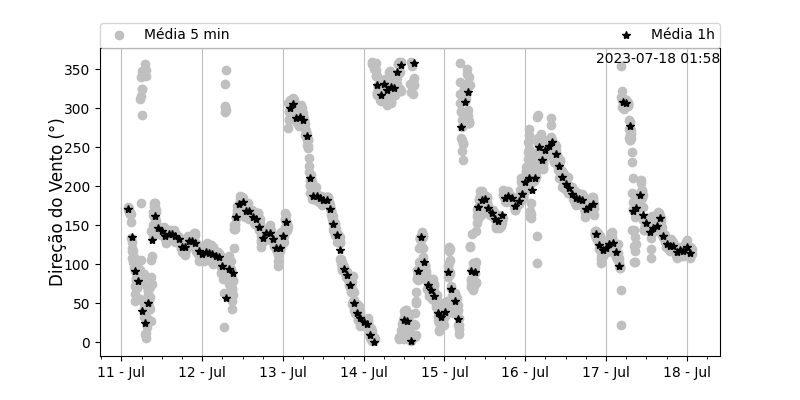 Média 5 min
Média 1h
2023-07-18 01:58
Direção do Vento (°)
350
300
250
200
150
100
50
0
11 - Jul
12 - Jul
13 - Jul
14 - Jul
15 - Jul
16 - Jul
17 - Jul
18 - Jul